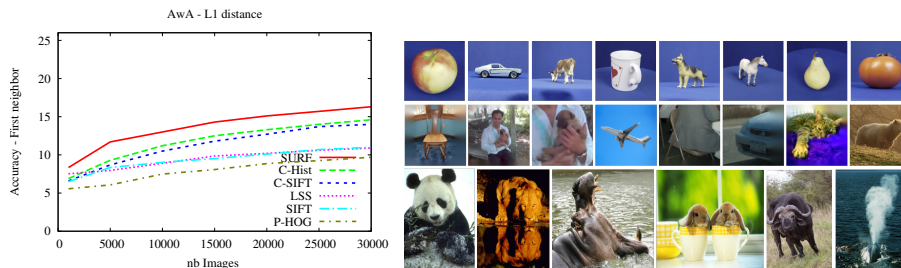 AwA - L1 distance
25
20
15
10
5
0
Accuracy - First neighbor
SURF
C-Hist
C-SIFT
LSS
SIFT
P-HOG
0 5000 10000 15000 20000 25000 30000
nb Images